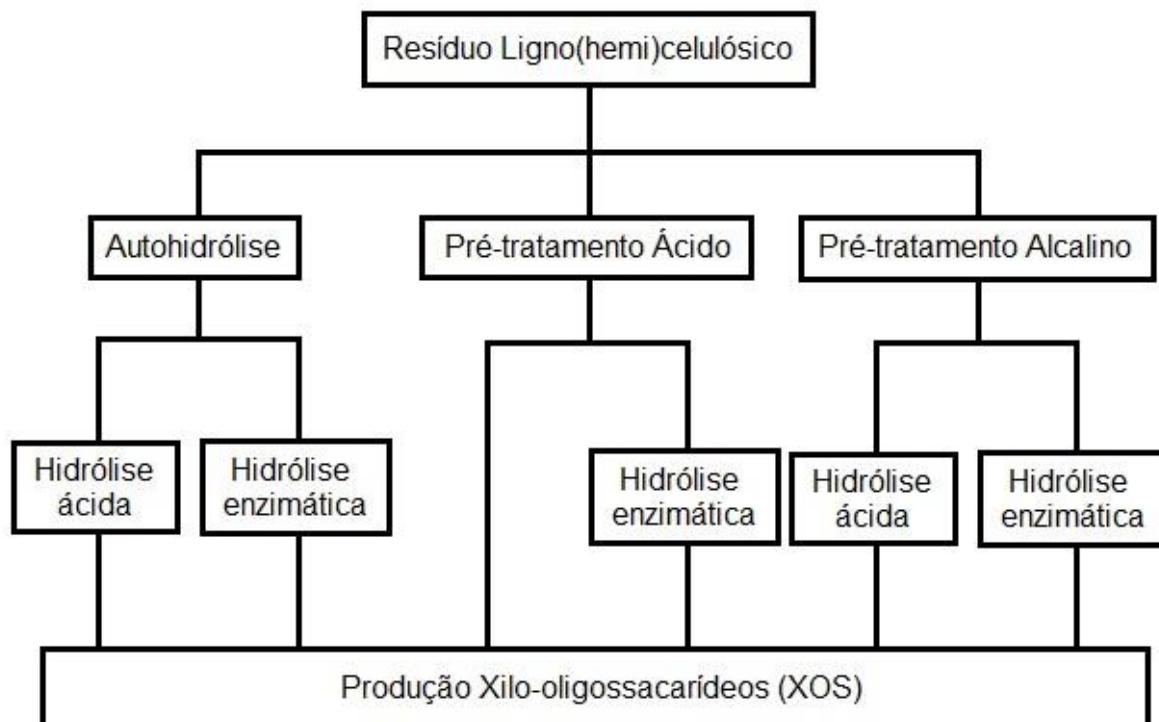 Resíduo Ligno(hemi)celulósico
Autohidrólise
Pré-tratamento Ácido
Pré-tratamento Alcalino
Hidrólise
ácida
Hidrólise
enzimática
Hidrólise
enzimática
Hidrólise
ácida
Hidrólise
enzimática
Produção Xilo-oligossacarídeos (XOS)